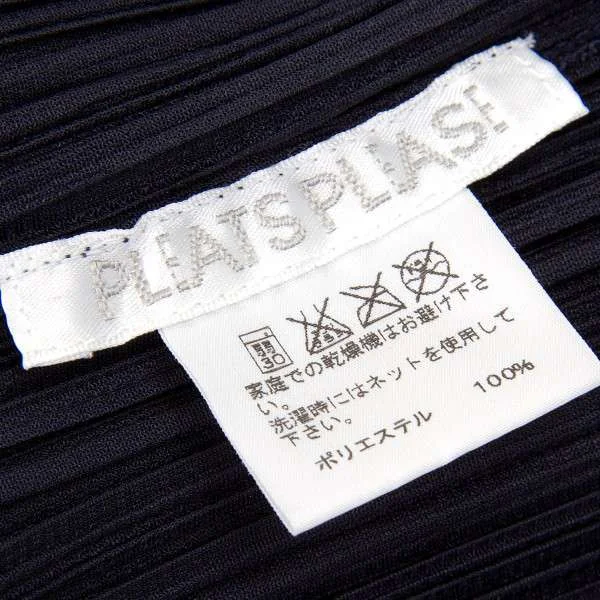 PLEATS PLEASE
弱
30
家庭での乾燥機はお避け下さ
い。
洗濯時にはネットを使用して
下さい。
ポリエステル 100%